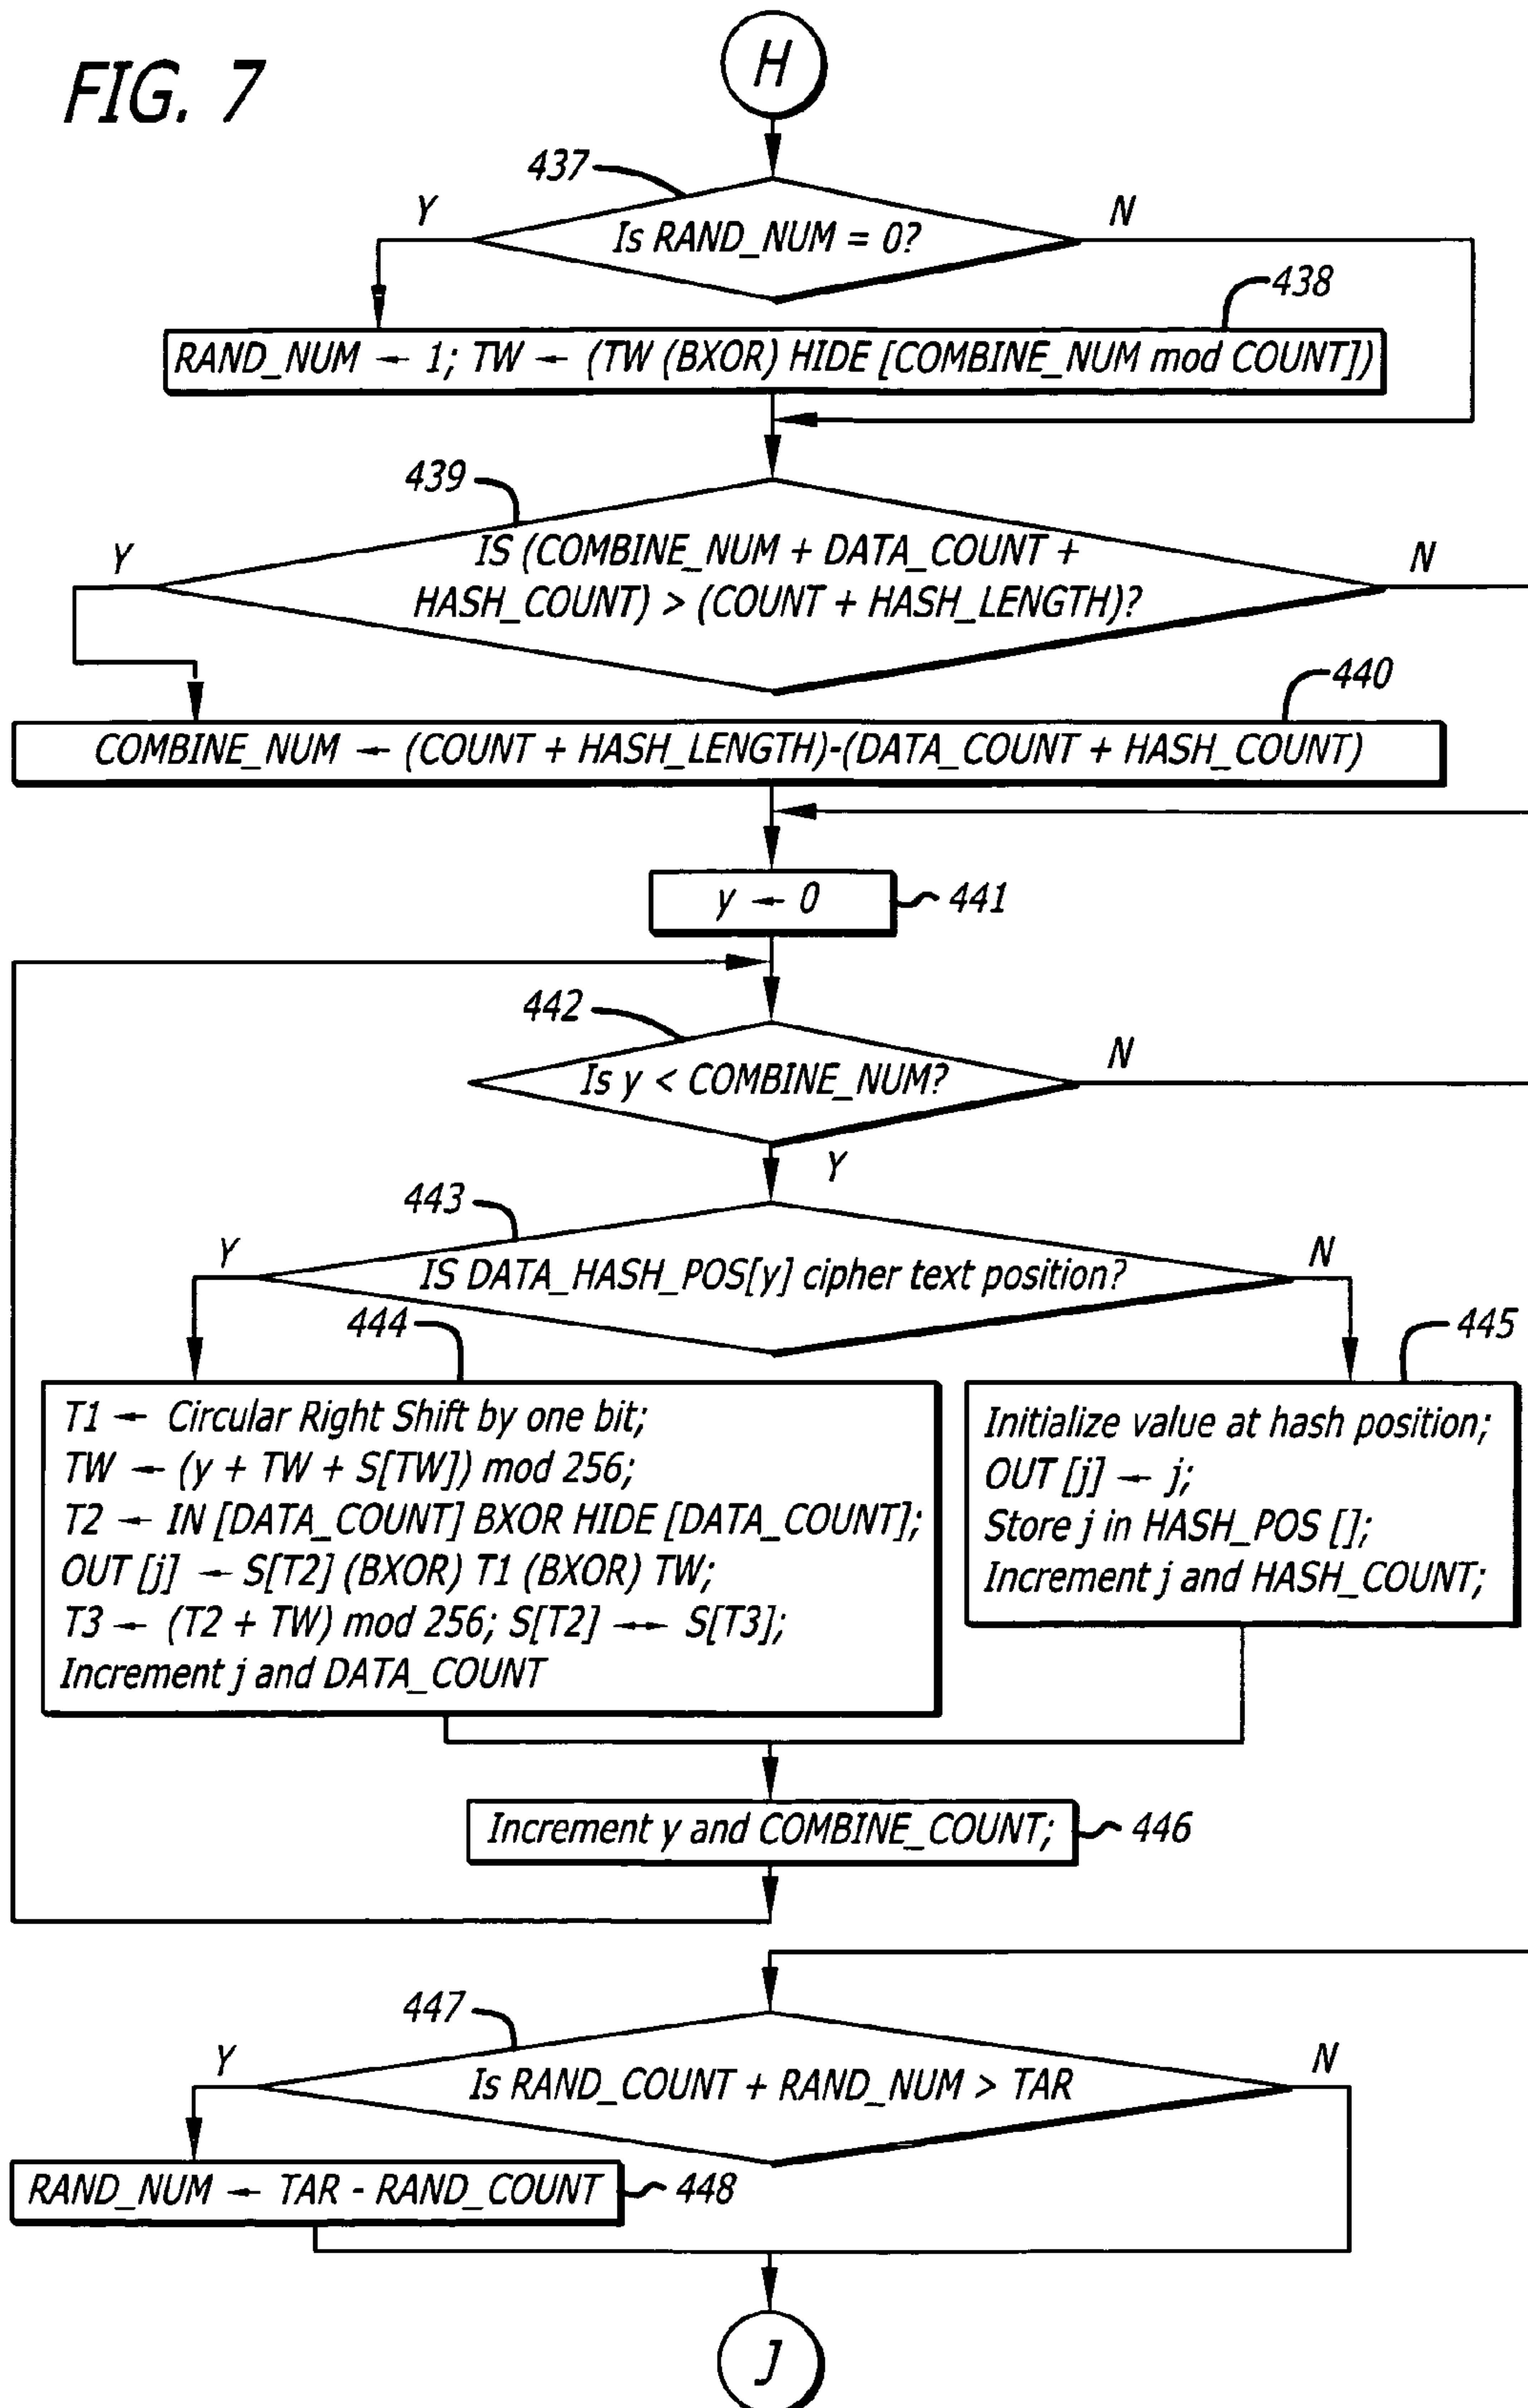 FIG. 7
H
437
Y
N
Is RAND_NUM = 0?
438
RAND_NUM ← 1; TW ← (TW (BXOR) HIDE [COMBINE_NUM mod COUNT])
439
Y
N
IS (COMBINE_NUM + DATA_COUNT +
HASH_COUNT) > (COUNT + HASH_LENGTH)?
440
COMBINE_NUM ← (COUNT + HASH_LENGTH)-(DATA_COUNT + HASH_COUNT)
y ← 0
441
442
N
Is y < COMBINE_NUM?
Y
443
Y
N
IS DATA_HASH_POS[y] cipher text position?
444
445
T1 ← Circular Right Shift by one bit;
TW ← (y + TW + S[TW]) mod 256;
T2 ← IN [DATA_COUNT] BXOR HIDE [DATA_COUNT];
OUT [j] ← S[T2] (BXOR) T1 (BXOR) TW;
T3 ← (T2 + TW) mod 256; S[T2] ↔ S[T3];
Increment j and DATA_COUNT
Initialize value at hash position;
OUT [j] ← j;
Store j in HASH_POS [];
Increment j and HASH_COUNT;
Increment y and COMBINE_COUNT;
446
447
Y
N
Is RAND_COUNT + RAND_NUM > TAR
RAND_NUM ← TAR - RAND_COUNT
448
J